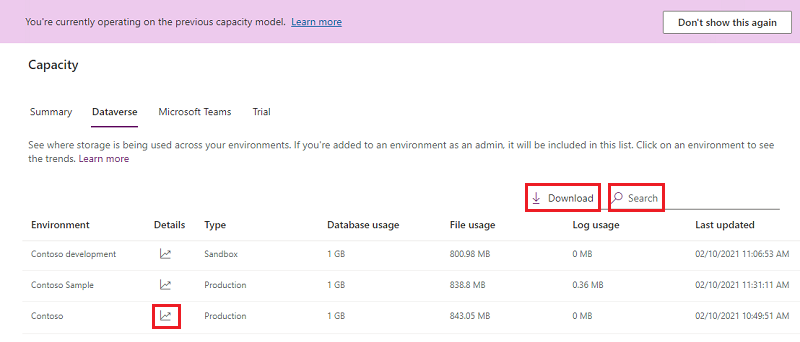 You're currently operating on the previous capacity model. Learn more Don't show this again
Capacity
Summary Dataverse Microsoft Teams Trial
See where storage is being used across your environments. If you're added to an environment as an admin, it will be included in this list. Click on an environment to see
the trends. Learn more
Download Search
Environment Details Type Database usage File usage Log usage Last updated
Contoso development Sandbox 1 GB 800.98 MB 0 MB 02/10/2021 11:06:53 AM
Contoso Sample Production 1 GB 838.8 MB 0.36 MB 02/10/2021 11:31:11 AM
Contoso Production 1 GB 843.05 MB 0 MB 02/10/2021 10:49:51 AM